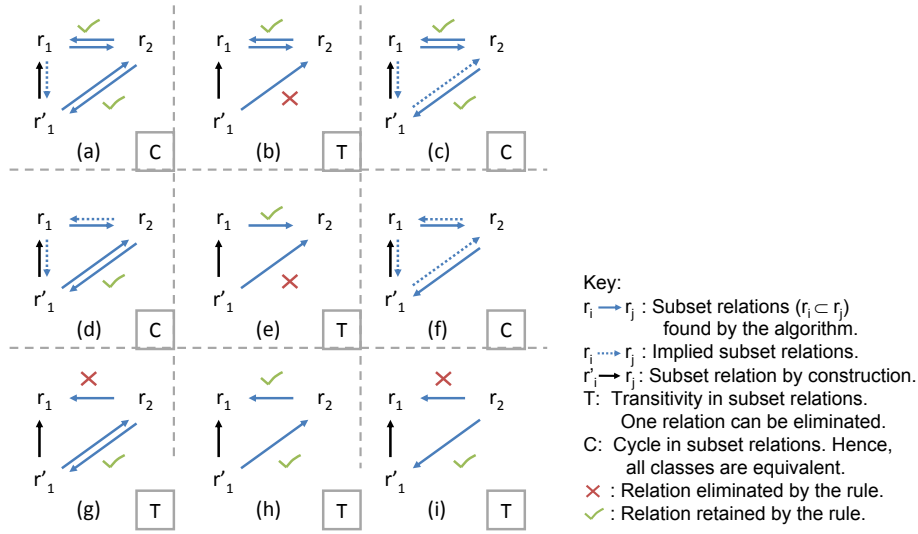 r1 r2
r'1
(a) C
r1 r2
r'1
(b) T
r1 r2
r'1
(c) C
r1 r2
r'1
(d) C
r1 r2
r'1
(e) T
r1 r2
r'1
(f) C
r1 r2
r'1
(g) T
r1 r2
r'1
(h) T
r1 r2
r'1
(i) T
Key:
ri → rj : Subset relations (ri ⊂ rj)
found by the algorithm.
ri ⇢ rj : Implied subset relations.
r'i → rj : Subset relation by construction.
T: Transitivity in subset relations.
One relation can be eliminated.
C: Cycle in subset relations. Hence,
all classes are equivalent.
✗ : Relation eliminated by the rule.
✓ : Relation retained by the rule.